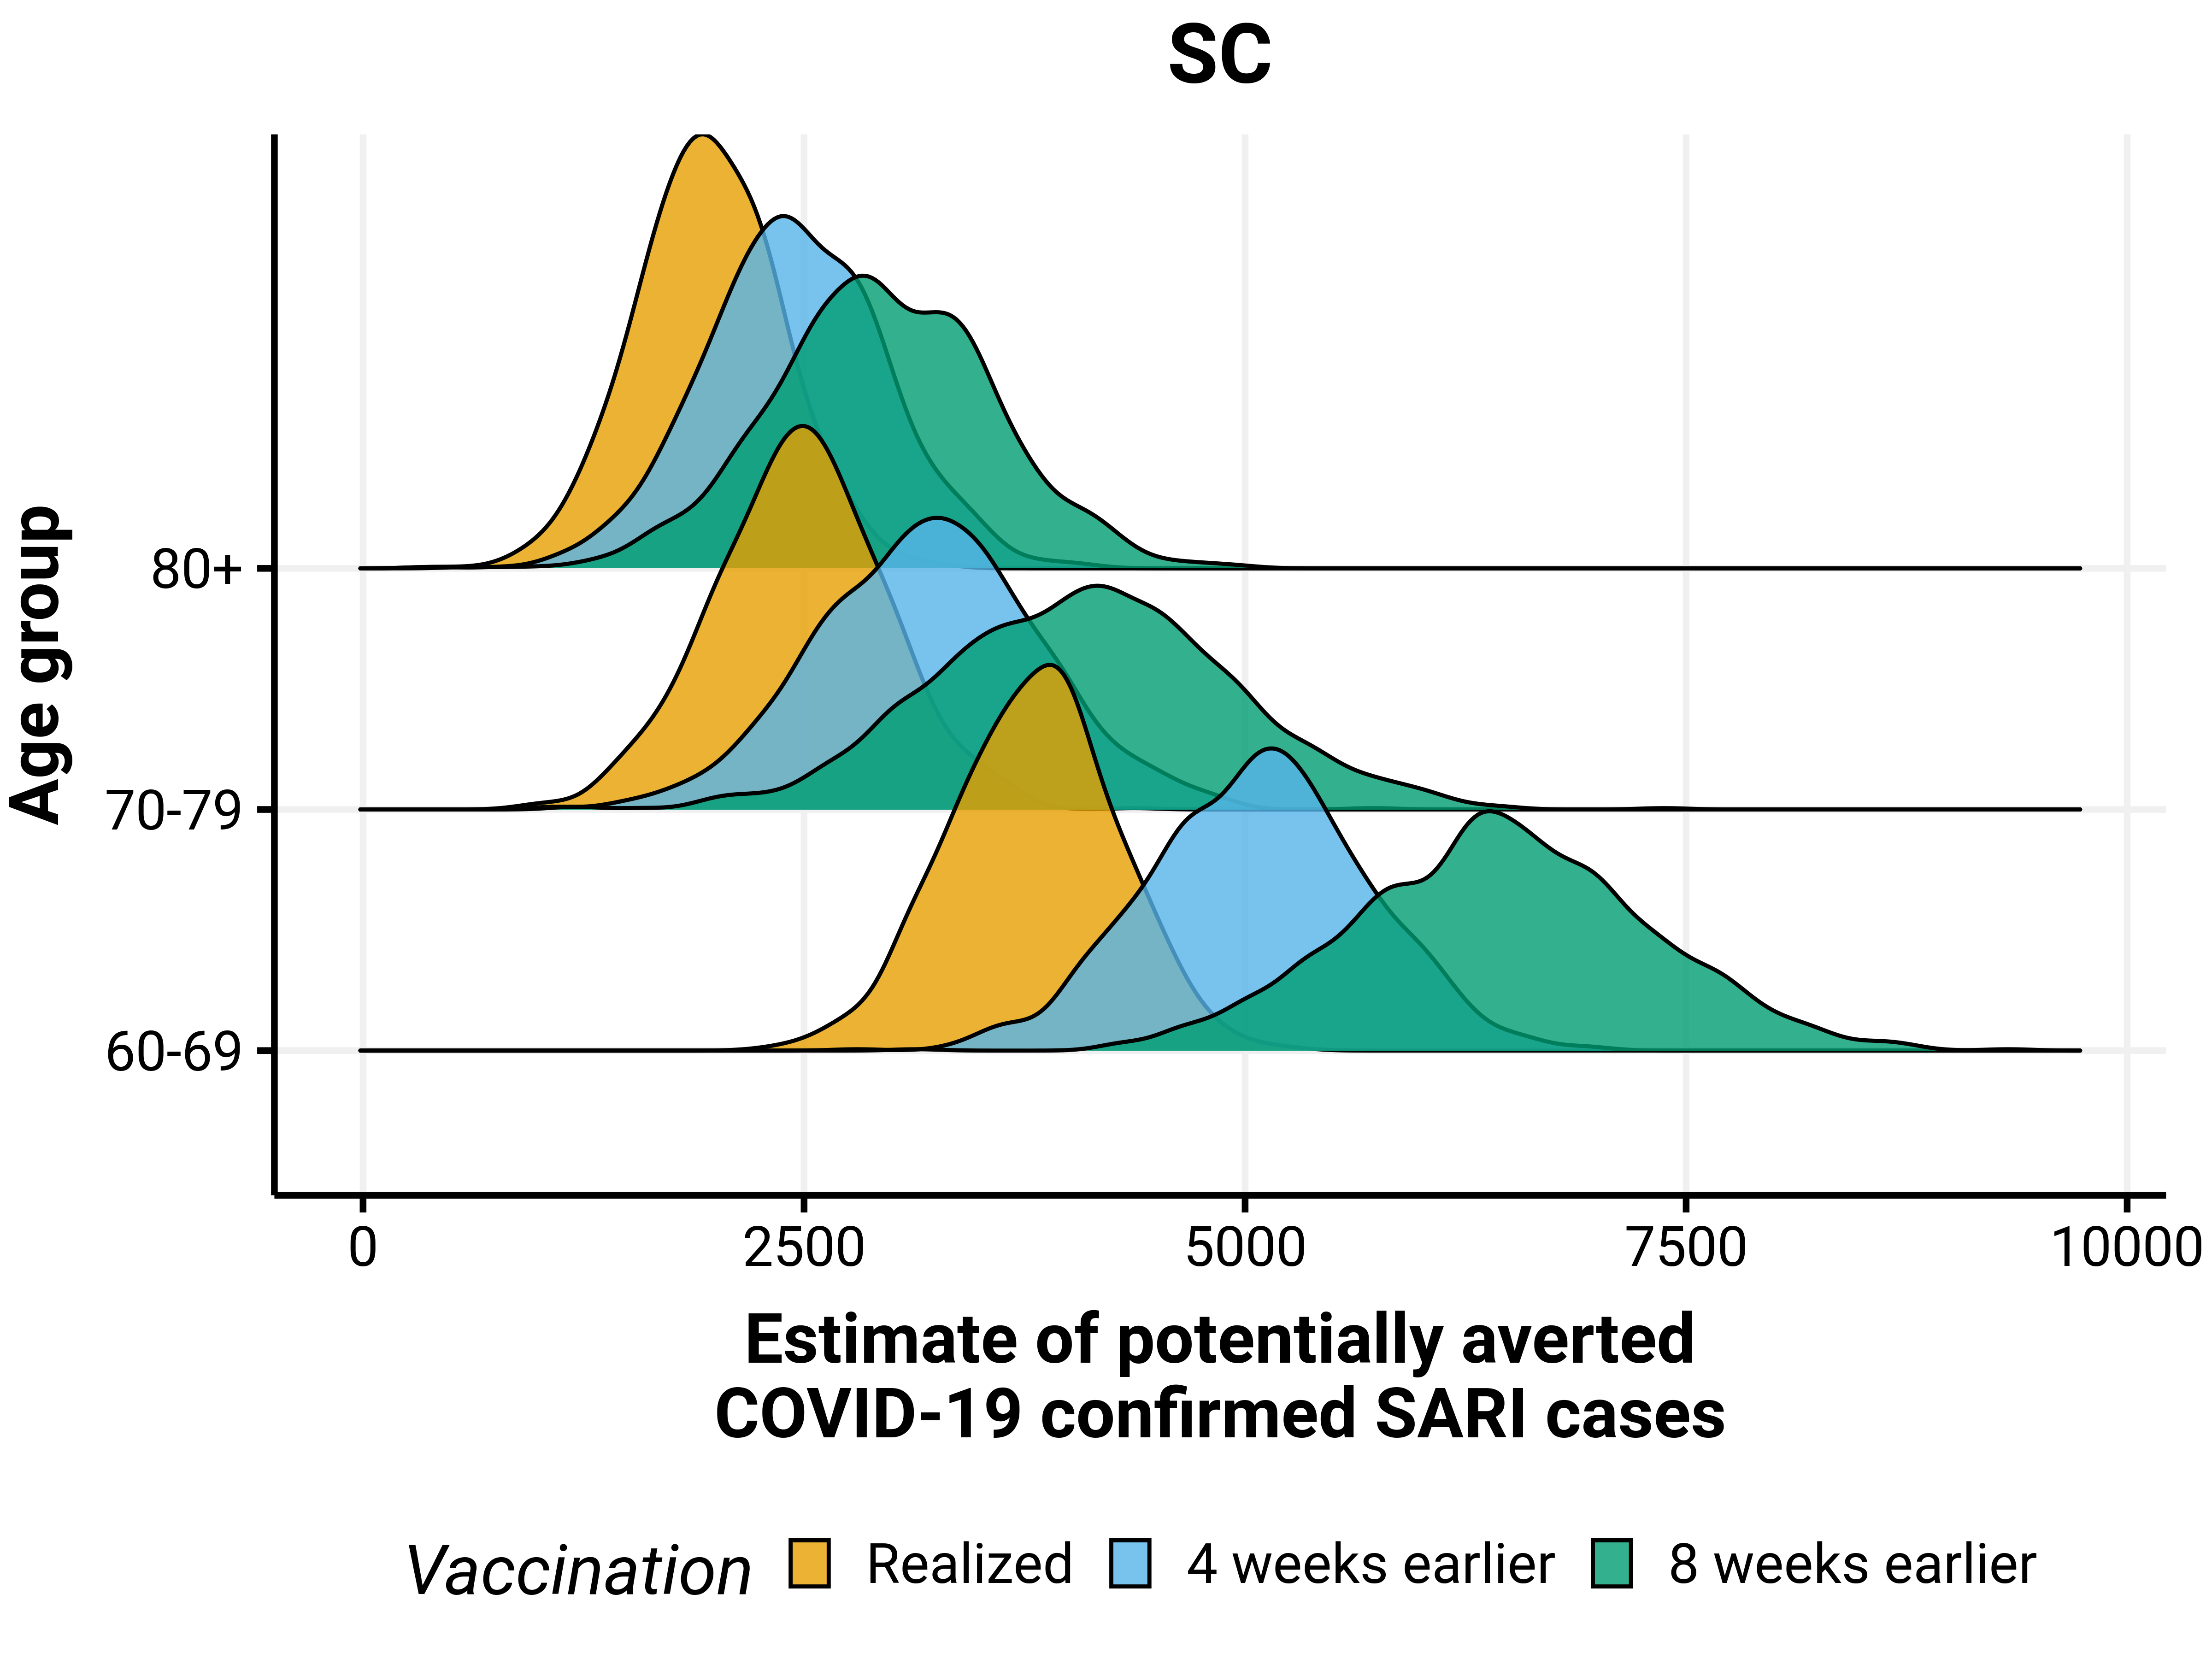 SC
Age group
80+
70-79
60-69
0 2500 5000 7500 10000
Estimate of potentially averted
COVID-19 confirmed SARI cases
Vaccination Realized 4 weeks earlier 8 weeks earlier